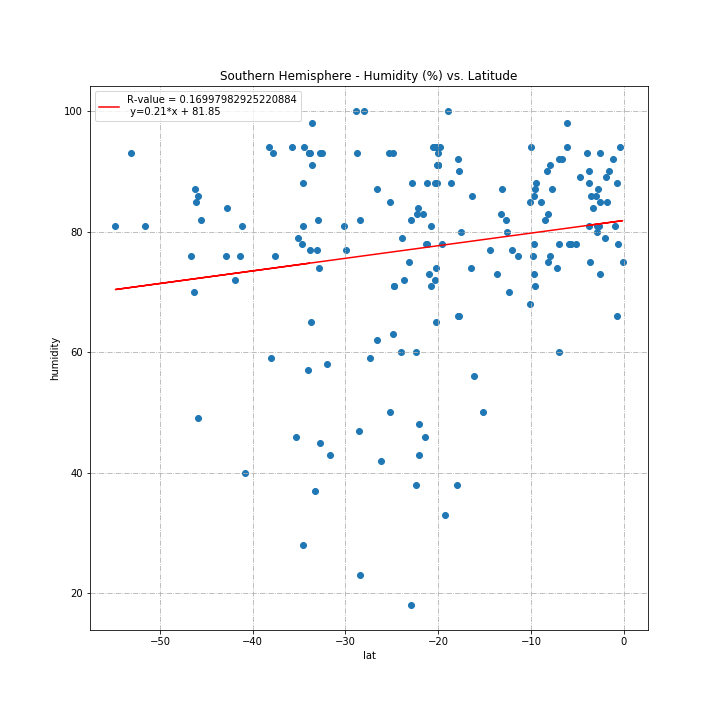 Southern Hemisphere - Humidity (%) vs. Latitude
R-value = 0.16997982925220884
y=0.21*x + 81.85
100
80
60
40
20
humidity
−50 −40 −30 −20 −10 0
lat